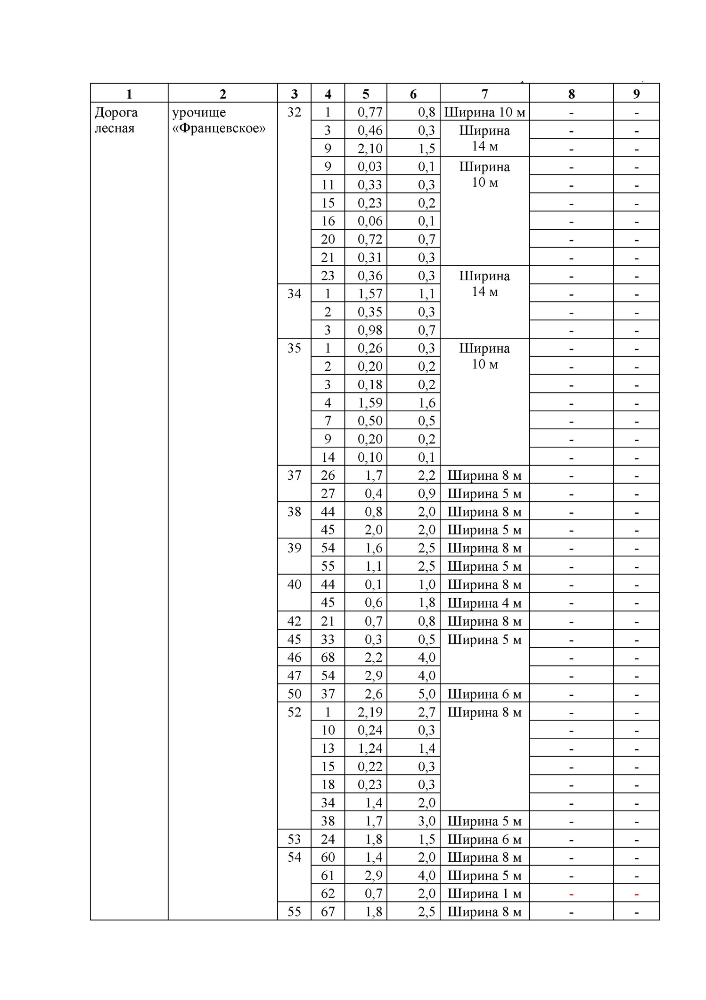 1 2 3 4 5 6 7 8 9
Дорога урочище 32 1 0,77 0,8 Ширина 10 м - -
лесная «Францевское» 3 0,46 0,3 Ширина - -
9 2,10 1,5 14 м - -
9 0,03 0,1 Ширина - -
11 0,33 0,3 10 м - -
15 0,23 0,2 - -
16 0,06 0,1 - -
20 0,72 0,7 - -
21 0,31 0,3 - -
23 0,36 0,3 Ширина - -
34 1 1,57 1,1 14 м - -
2 0,35 0,3 - -
3 0,98 0,7 - -
35 1 0,26 0,3 Ширина - -
2 0,20 0,2 10 м - -
3 0,18 0,2 - -
4 1,59 1,6 - -
7 0,50 0,5 - -
9 0,20 0,2 - -
14 0,10 0,1 - -
37 26 1,7 2,2 Ширина 8 м - -
27 0,4 0,9 Ширина 5 м - -
38 44 0,8 2,0 Ширина 8 м - -
45 2,0 2,0 Ширина 5 м - -
39 54 1,6 2,5 Ширина 8 м - -
55 1,1 2,5 Ширина 5 м - -
40 44 0,1 1,0 Ширина 8 м - -
45 0,6 1,8 Ширина 4 м - -
42 21 0,7 0,8 Ширина 8 м - -
45 33 0,3 0,5 Ширина 5 м - -
46 68 2,2 4,0 - -
47 54 2,9 4,0 - -
50 37 2,6 5,0 Ширина 6 м - -
52 1 2,19 2,7 Ширина 8 м - -
10 0,24 0,3 - -
13 1,24 1,4 - -
15 0,22 0,3 - -
18 0,23 0,3 - -
34 1,4 2,0 - -
38 1,7 3,0 Ширина 5 м - -
53 24 1,8 1,5 Ширина 6 м - -
54 60 1,4 2,0 Ширина 8 м - -
61 2,9 4,0 Ширина 5 м - -
62 0,7 2,0 Ширина 1 м - -
55 67 1,8 2,5 Ширина 8 м - -